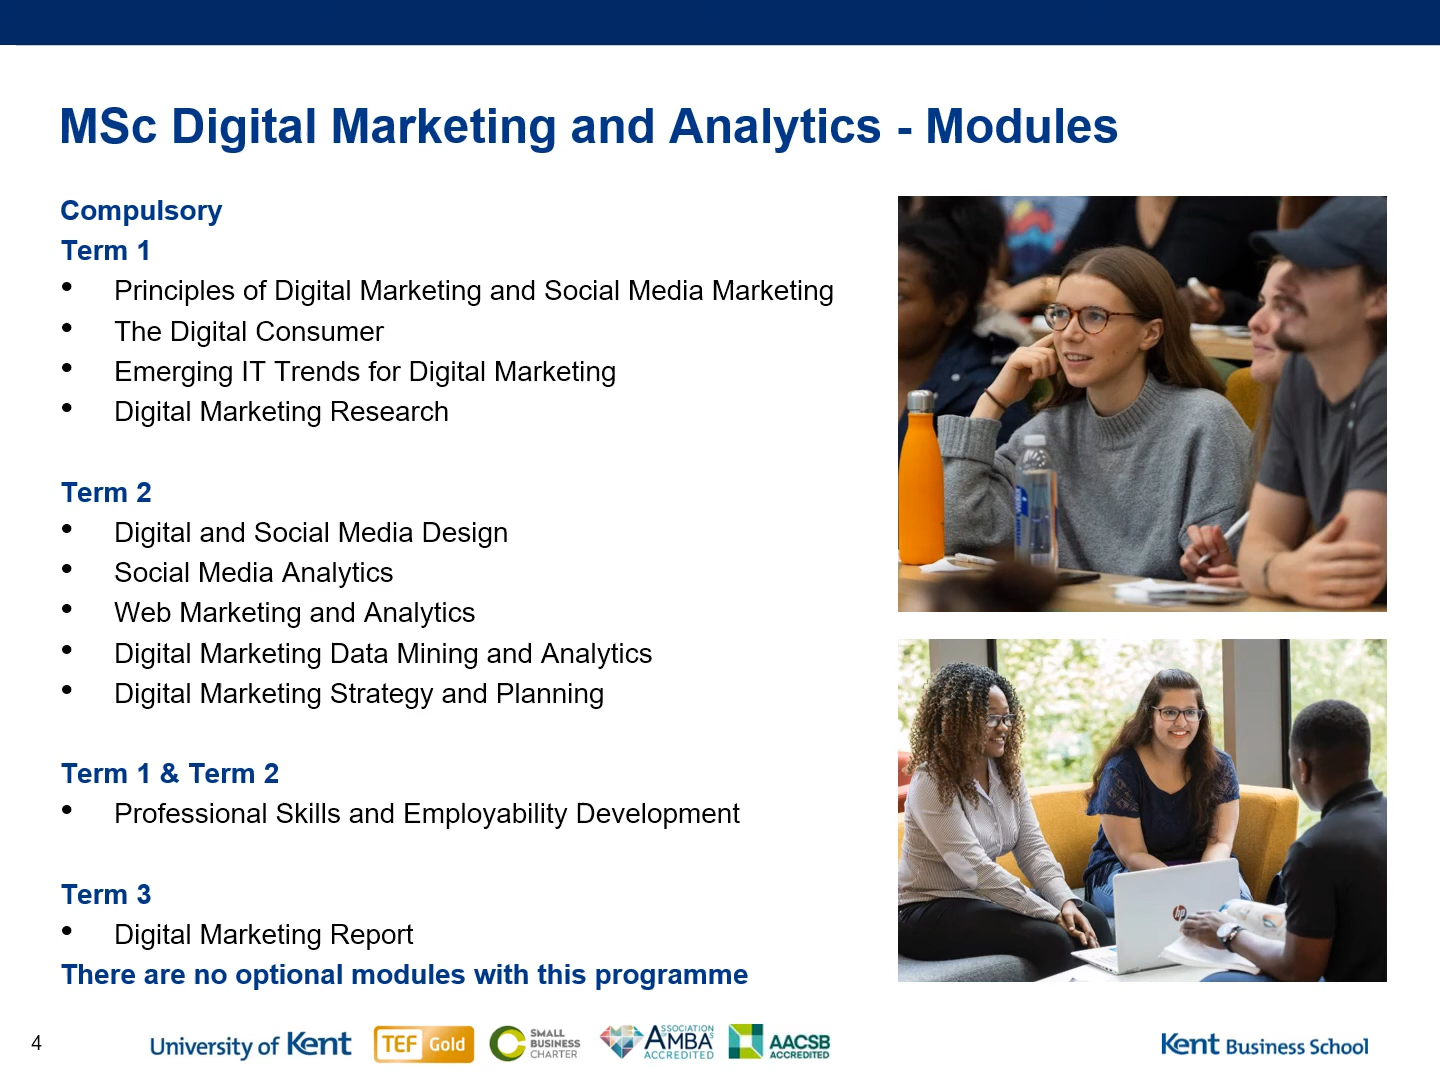 MSc Digital Marketing and Analytics - Modules
Compulsory
Term 1
• Principles of Digital Marketing and Social Media Marketing
• The Digital Consumer
• Emerging IT Trends for Digital Marketing
• Digital Marketing Research
Term 2
• Digital and Social Media Design
• Social Media Analytics
• Web Marketing and Analytics
• Digital Marketing Data Mining and Analytics
• Digital Marketing Strategy and Planning
Term 1 & Term 2
• Professional Skills and Employability Development
Term 3
• Digital Marketing Report
There are no optional modules with this programme
hp
4
University of Kent
TEF Gold
SMALL
BUSINESS
CHARTER
ASSOCIATION
AMBA
ACCREDITED
AACSB
ACCREDITED
Kent Business School